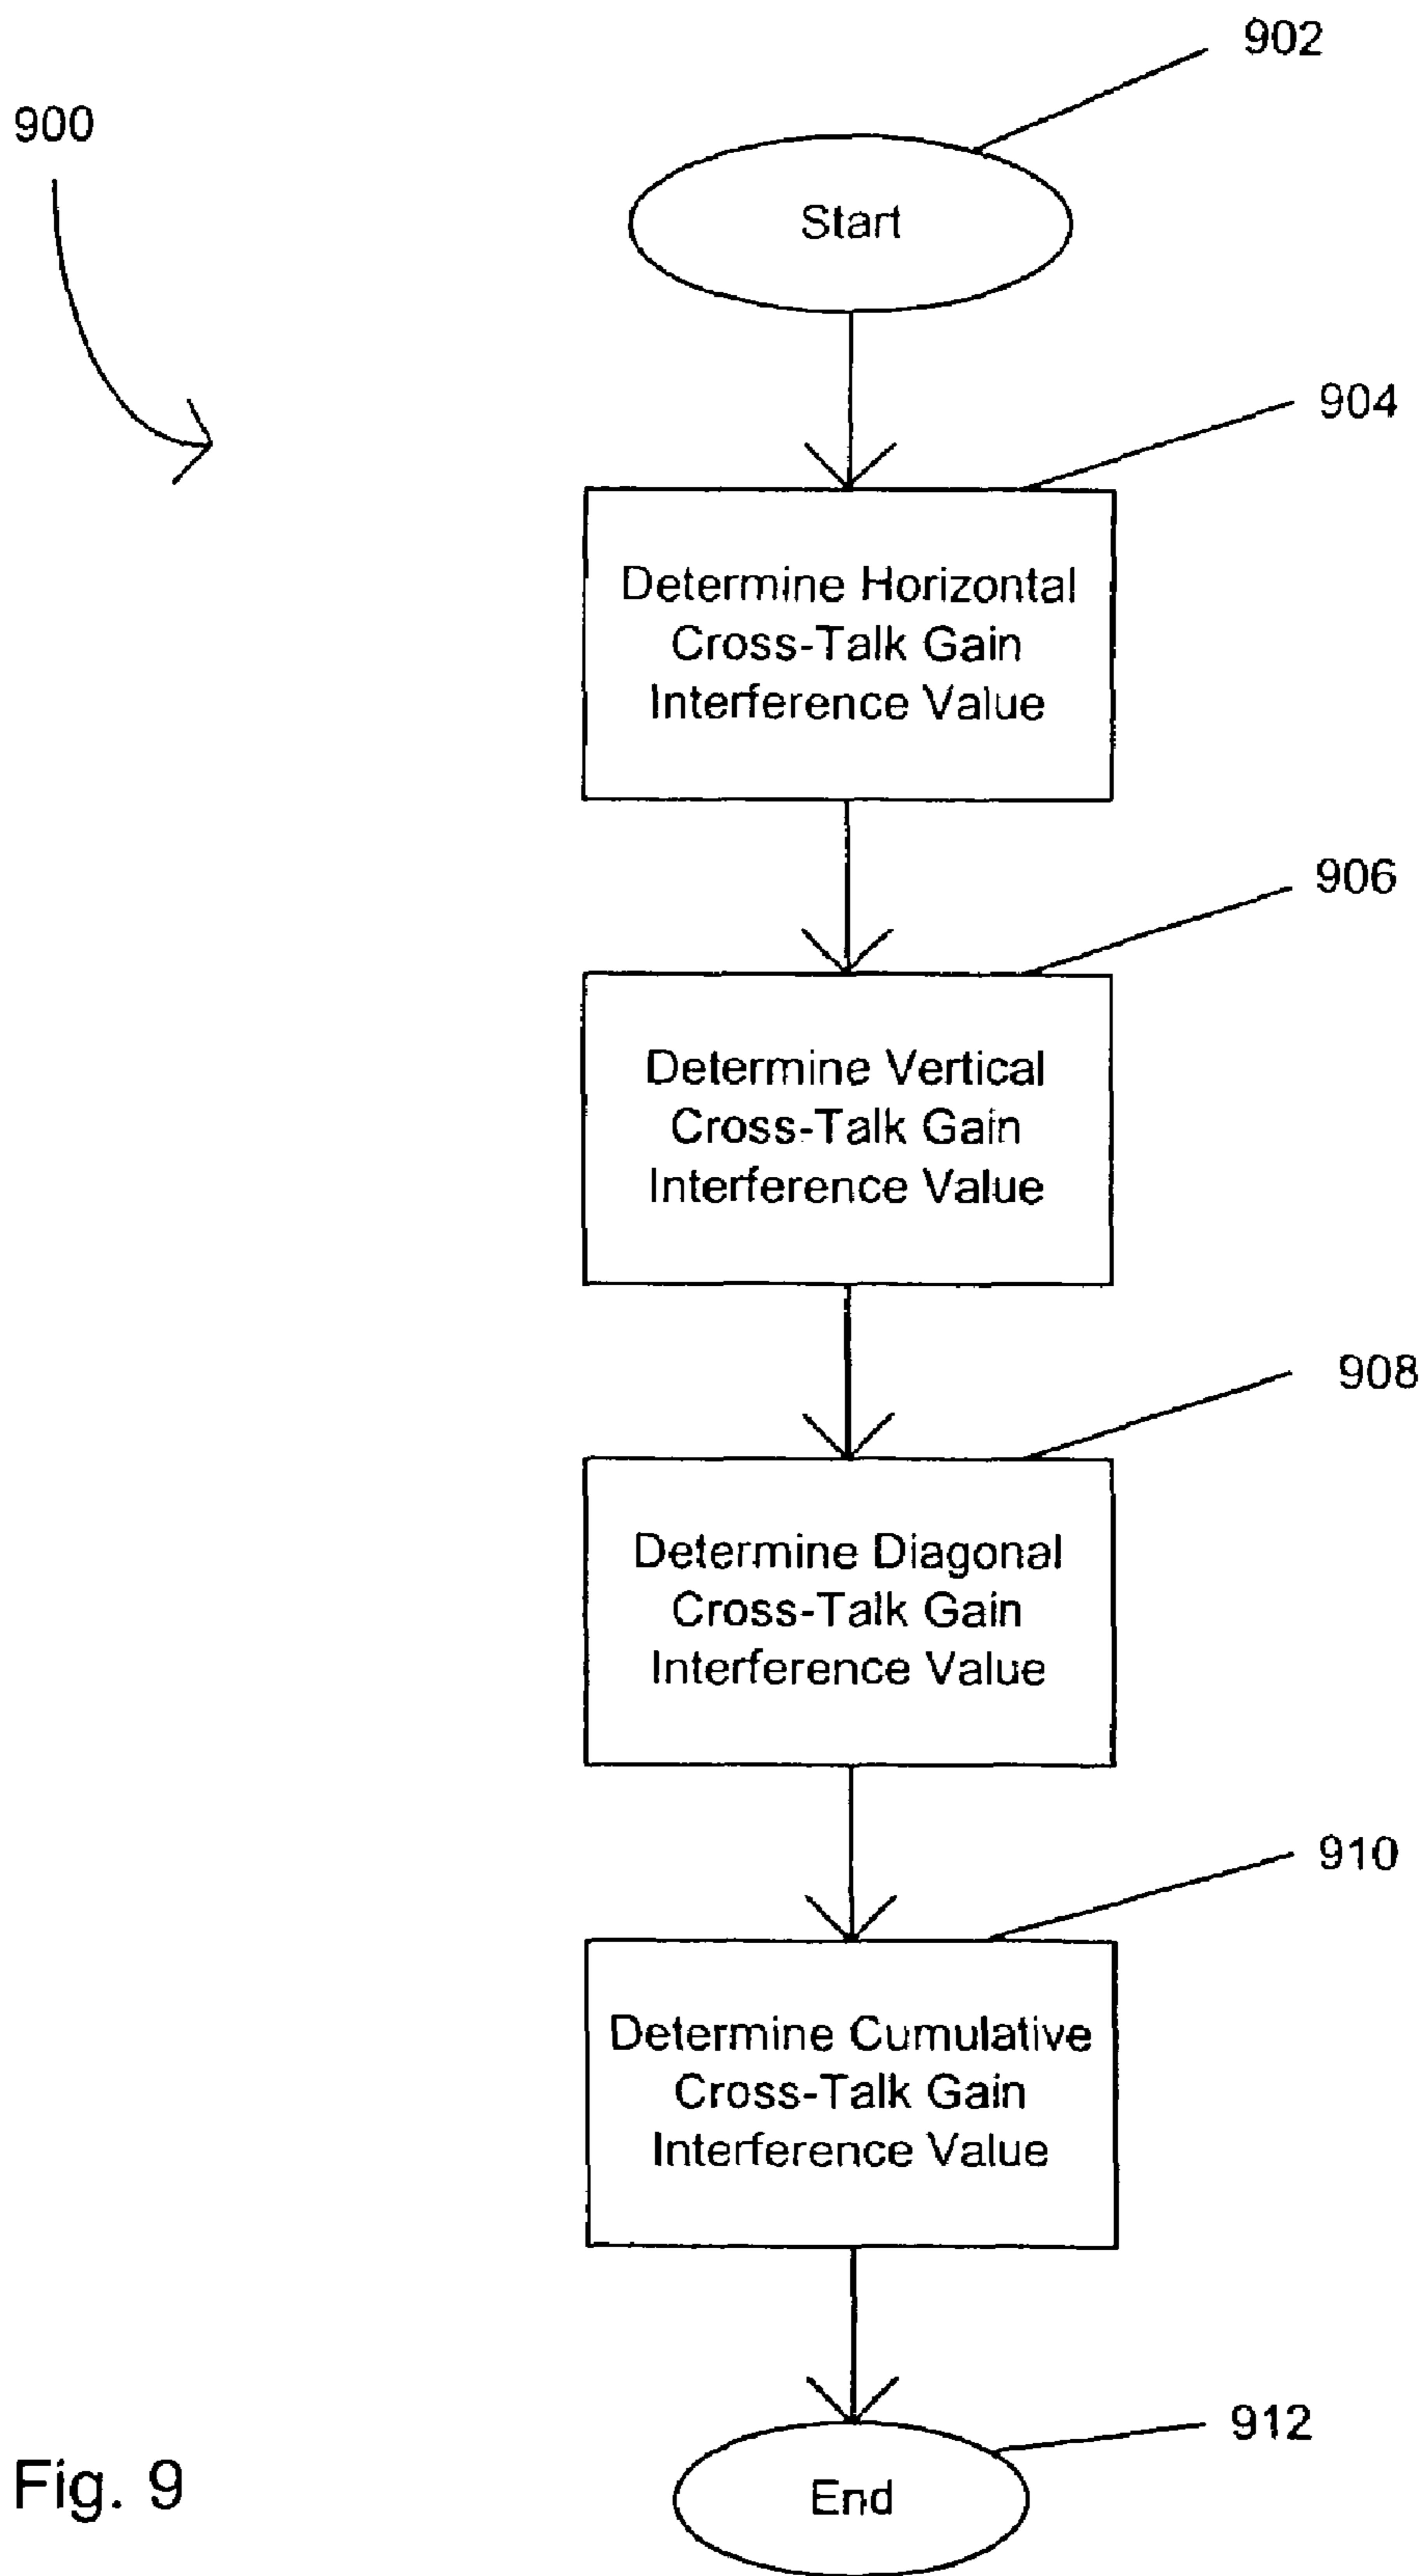 902
900
Start
904
Determine Horizontal
Cross-Talk Gain
Interference Value
906
Determine Vertical
Cross-Talk Gain
Interference Value
908
Determine Diagonal
Cross-Talk Gain
Interference Value
910
Determine Cumulative
Cross-Talk Gain
Interference Value
912
End
Fig. 9